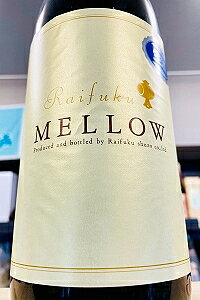 Raifuku
MELLOW
Produced and bottled by Raifuku shuzo co.,ltd.